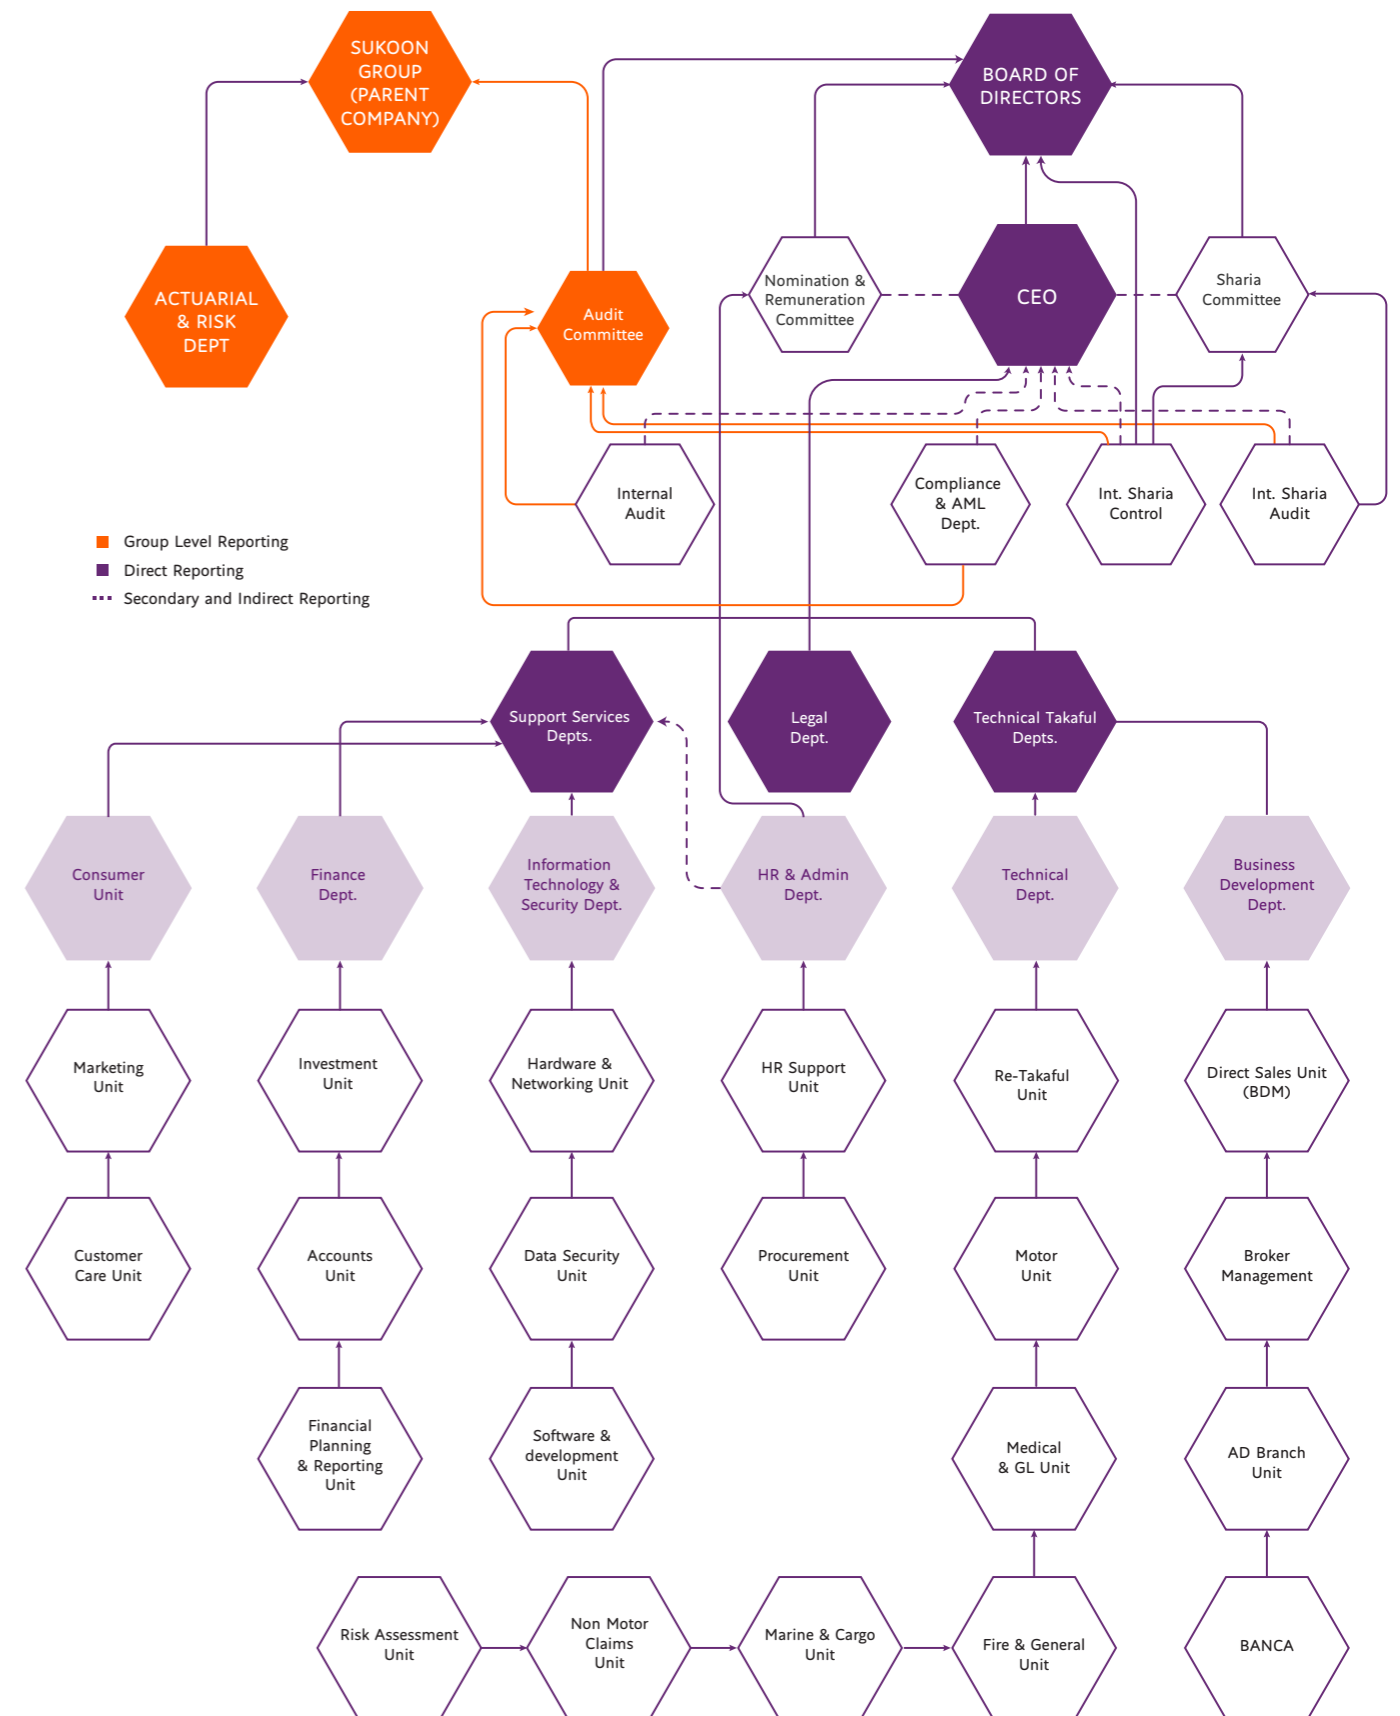 SUKOON
GROUP
(PARENT
COMPANY)
BOARD OF
DIRECTORS
ACTUARIAL
& RISK
DEPT
Audit
Committee
Nomination &
Remuneration
Committee
CEO
Sharia
Committee
Internal
Audit
Compliance
& AML
Dept.
Int. Sharia
Control
Int. Sharia
Audit
Group Level Reporting
Direct Reporting
Secondary and Indirect Reporting
Support Services
Depts.
Legal
Dept.
Technical Takaful
Depts.
Consumer
Unit
Finance
Dept.
Information
Technology &
Security Dept.
HR & Admin
Dept.
Technical
Dept.
Business
Development
Dept.
Marketing
Unit
Investment
Unit
Hardware &
Networking Unit
HR Support
Unit
Re-Takaful
Unit
Direct Sales Unit
(BDM)
Customer
Care Unit
Accounts
Unit
Data Security
Unit
Procurement
Unit
Motor
Unit
Broker
Management
Financial
Planning
& Reporting
Unit
Software &
development
Unit
Medical
& GL Unit
AD Branch
Unit
Risk Assessment
Unit
Non Motor
Claims
Unit
Marine & Cargo
Unit
Fire & General
Unit
BANCA